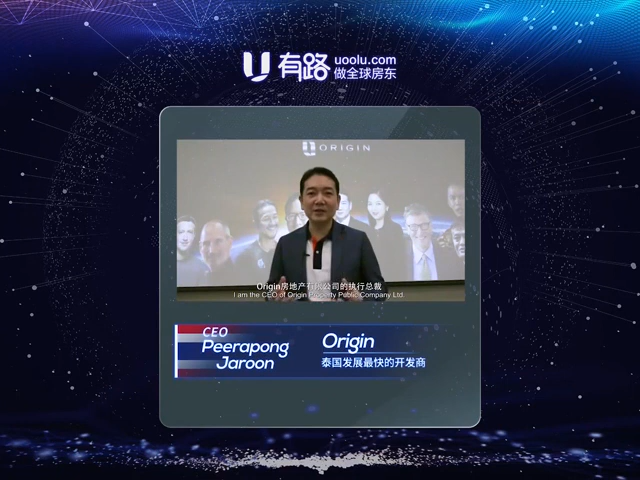 有路
uoolu.com
做全球房东
ORIGIN
Origin房地产有限公司的执行总裁
I am the CEO of Origin Property Public Company Ltd.
CEO
Peerapong
Jaroon
Origin
泰国发展最快的开发商